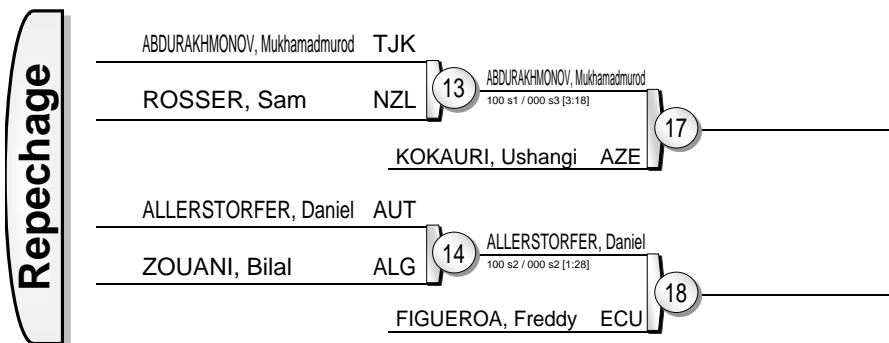 Repechage
ABDURAKHMONOV, Mukhamadmurod TJK
ROSSER, Sam NZL
13
ABDURAKHMONOV, Mukhamadmurod
100 s1 / 000 s3 [3:18]
KOKAURI, Ushangi AZE
17
ALLERSTORFER, Daniel AUT
ZOUANI, Bilal ALG
14
ALLERSTORFER, Daniel
100 s2 / 000 s2 [1:28]
FIGUEROA, Freddy ECU
18